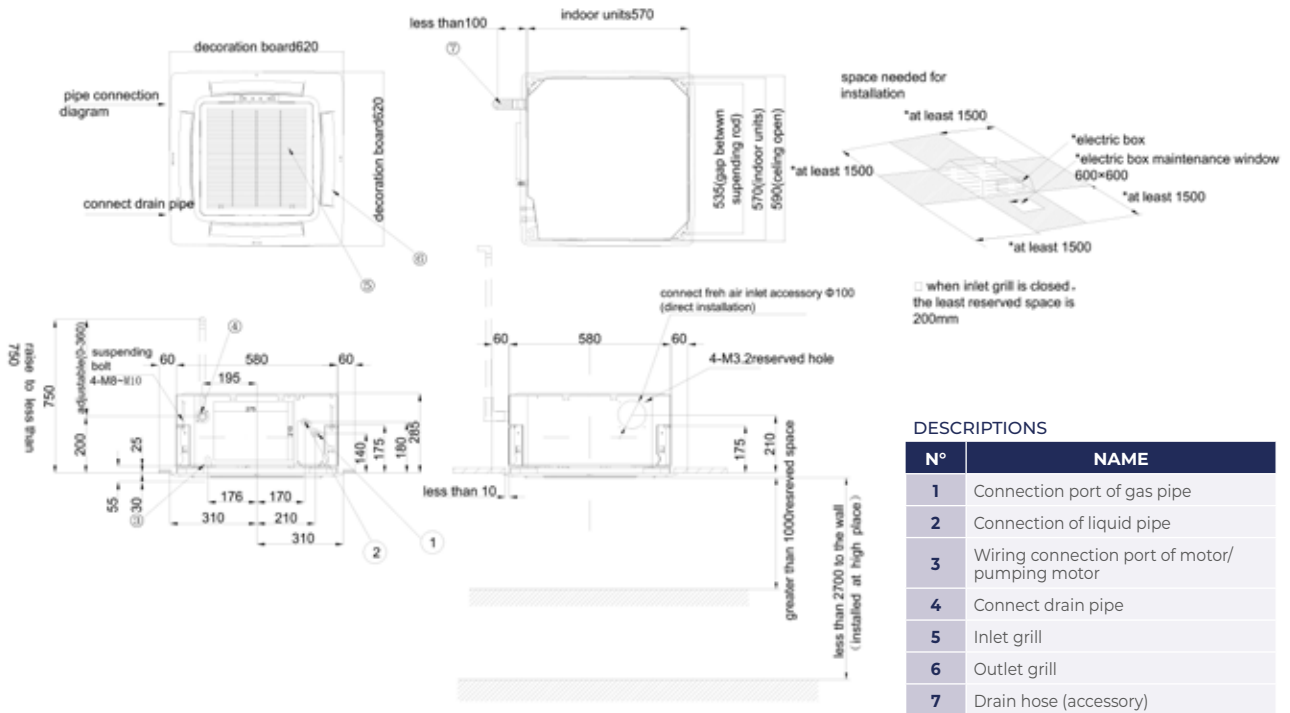 decoration board620
pipe connection
diagram
connect drain pipe
decoration board620
⑥
⑤
less than100
indoor units570
⑦
535(gap betwwn
supending rod)
570(indoor units)
590(celing open)
space needed for
installation
*at least 1500
*at least 1500
*electric box
*electric box maintenance window
600×600
*at least 1500
*at least 1500
□ when inlet grill is closed,
the least reserved space is
200mm
raise to less than
750
750
adjustable(0-360)
200
suspending
bolt
4-M8-M10
④
60
580
60
195
25
55
30
③
140
175
180
285
176
170
310
210
310
②
①
connect freh air inlet accessory Φ100
(direct installation)
60
580
60
4-M3.2reserved hole
175
210
less than 10
greater than 1000resreved space
less than 2700 to the wall
(installed at high place)
DESCRIPTIONS
N° NAME
1 Connection port of gas pipe
2 Connection of liquid pipe
3 Wiring connection port of motor/
pumping motor
4 Connect drain pipe
5 Inlet grill
6 Outlet grill
7 Drain hose (accessory)